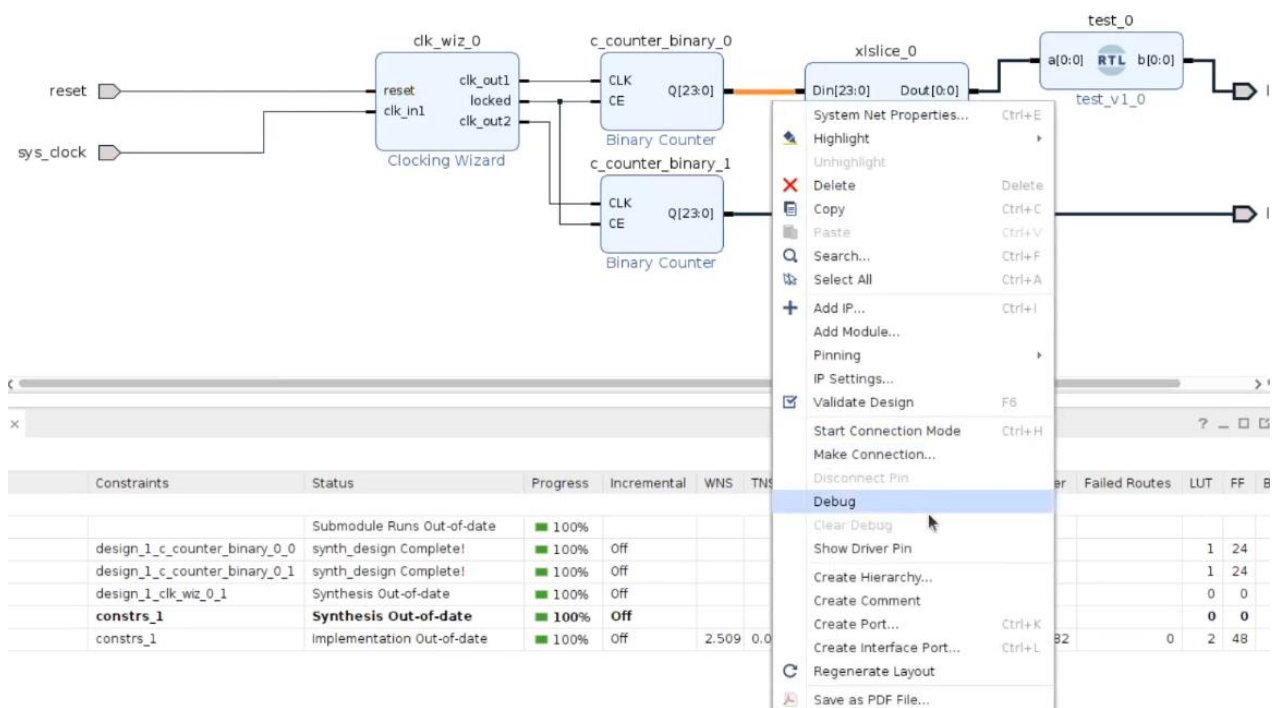 test_0
clk_wiz_0
c_counter_binary_0
xlslice_0
a[0:0] RTL b[0:0]
reset
reset
clk_out1
CLK
Q[23:0]
Din[23:0] Dout[0:0]
test_v1_0
clk_in1
locked
CE
clk_out2
sys_clock
Clocking Wizard
Binary Counter
c_counter_binary_1
CLK
Q[23:0]
CE
Binary Counter
System Net Properties... Ctrl+E
Highlight
Unhighlight
Delete Delete
Copy Ctrl+C
Paste Ctrl+V
Search... Ctrl+F
Select All Ctrl+A
Add IP... Ctrl+I
Add Module...
Pinning
IP Settings...
Validate Design F6
Start Connection Mode Ctrl+H
Make Connection...
Disconnect Pin
Debug
Clear Debug
Show Driver Pin
Create Hierarchy...
Create Comment
Create Port... Ctrl+K
Create Interface Port... Ctrl+L
Regenerate Layout
Save as PDF File...
Constraints Status Progress Incremental WNS TNS er Failed Routes LUT FF B
Submodule Runs Out-of-date 100%
design_1_c_counter_binary_0_0 synth_design Complete! 100% Off 1 24
design_1_c_counter_binary_0_1 synth_design Complete! 100% Off 1 24
design_1_clk_wiz_0_1 Synthesis Out-of-date 100% Off 0 0
constrs_1 Synthesis Out-of-date 100% Off 0 0
constrs_1 Implementation Out-of-date 100% Off 2.509 0.0 82 0 2 48